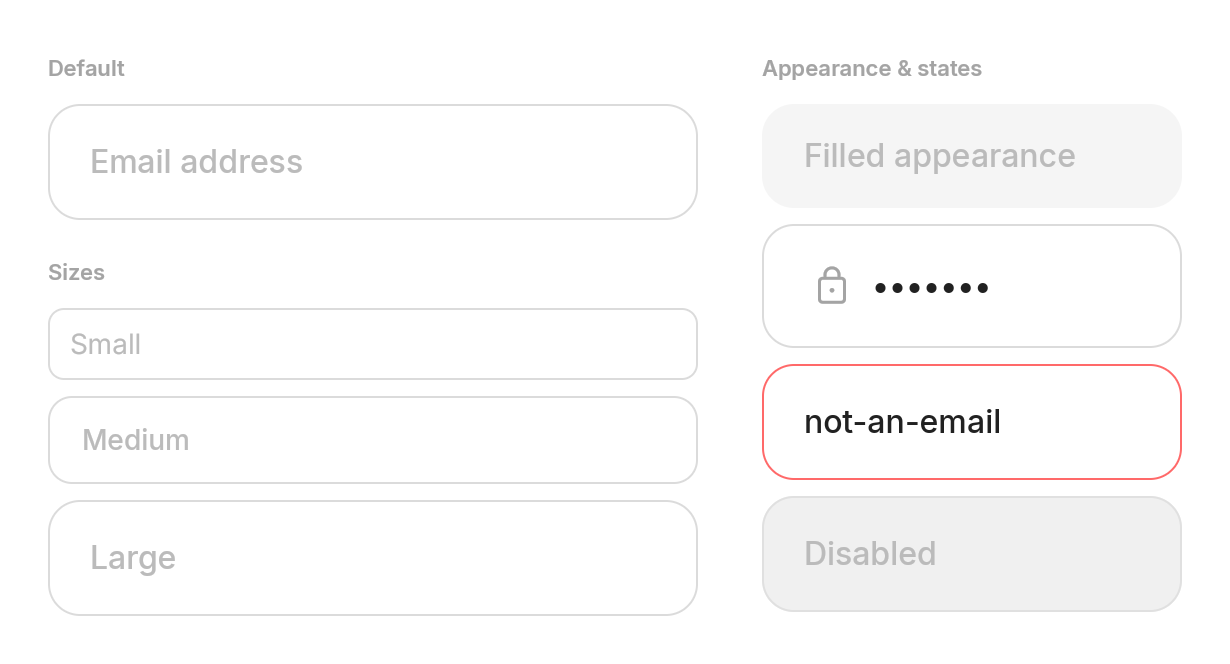 Default
Email address
Sizes
Small
Medium
Large
Appearance & states
Filled appearance
•••••••
not-an-email
Disabled